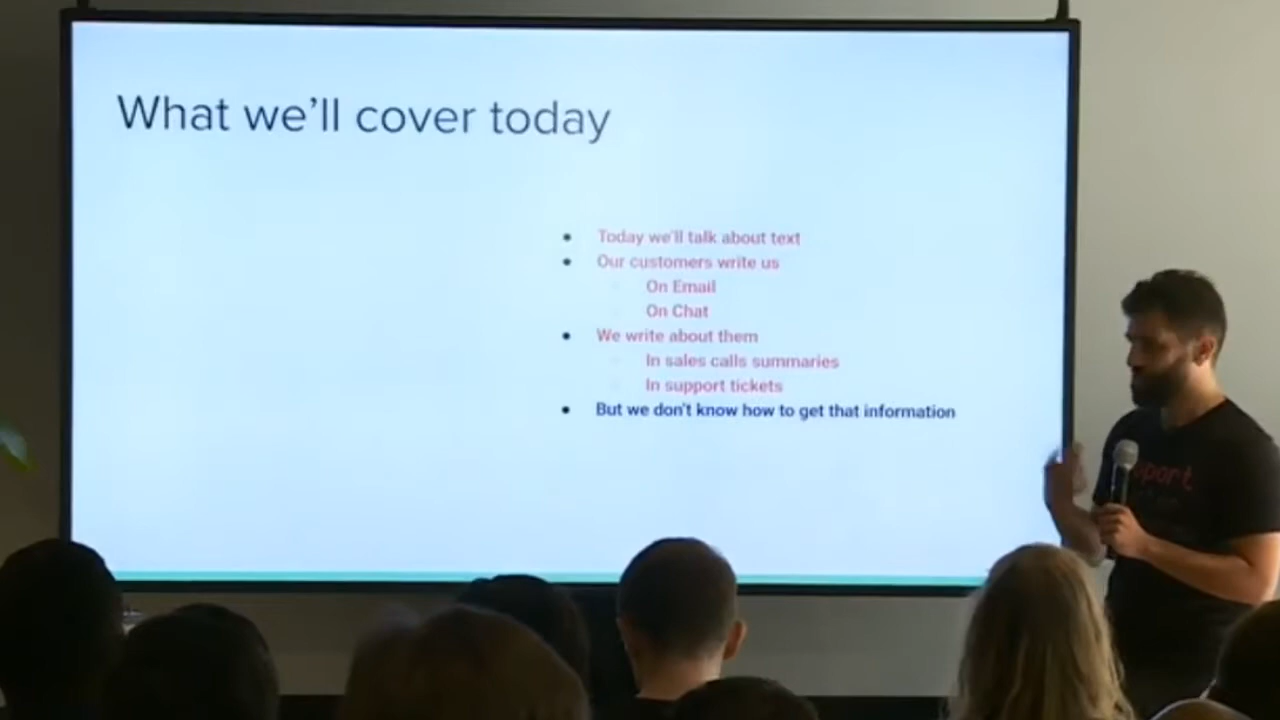 What we'll cover today
Today we'll talk about text
Our customers write us
On Email
On Chat
We write about them
In sales calls summaries
In support tickets
But we don't know how to get that information